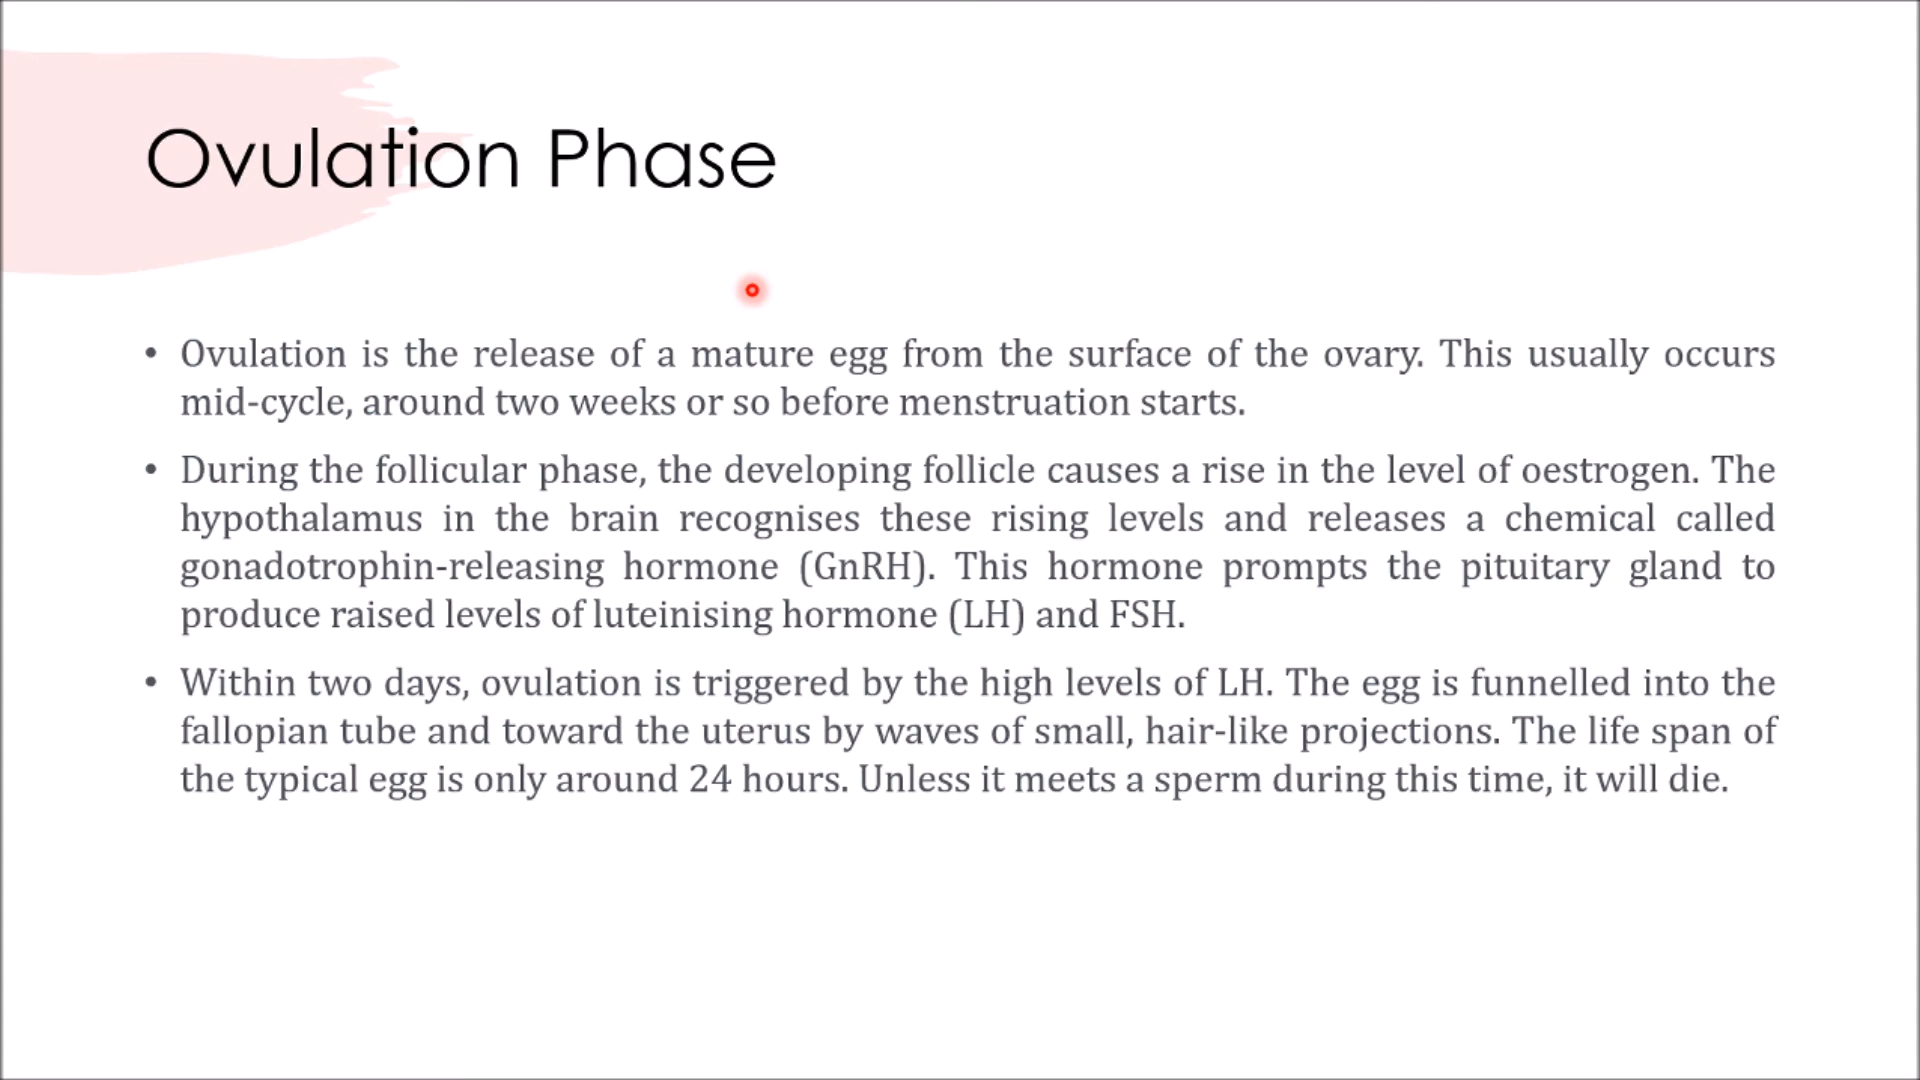 Ovulation Phase
• Ovulation is the release of a mature egg from the surface of the ovary. This usually occurs
mid-cycle, around two weeks or so before menstruation starts.
• During the follicular phase, the developing follicle causes a rise in the level of oestrogen. The
hypothalamus in the brain recognises these rising levels and releases a chemical called
gonadotrophin-releasing hormone (GnRH). This hormone prompts the pituitary gland to
produce raised levels of luteinising hormone (LH) and FSH.
• Within two days, ovulation is triggered by the high levels of LH. The egg is funnelled into the
fallopian tube and toward the uterus by waves of small, hair-like projections. The life span of
the typical egg is only around 24 hours. Unless it meets a sperm during this time, it will die.